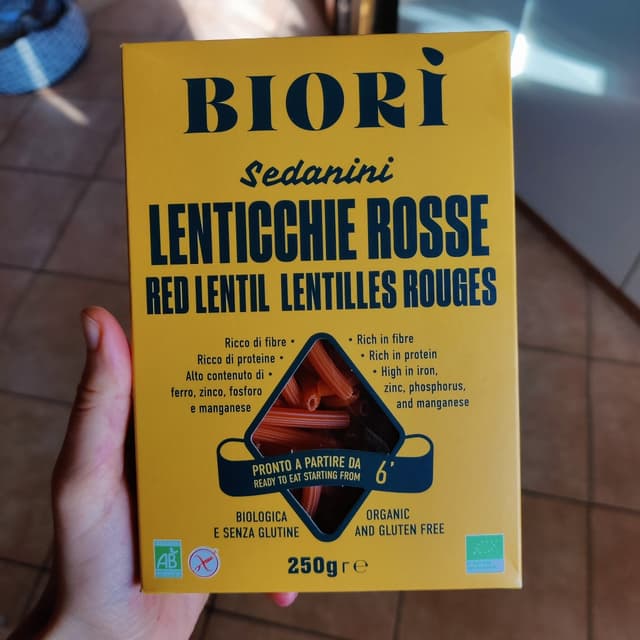 BIORÌ
Sedanini
LENTICCHIE ROSSE
RED LENTIL LENTILLES ROUGES
Ricco di fibre •
Ricco di proteine •
Alto contenuto di •
ferro, zinco, fosforo
e manganese
• Rich in fibre
• Rich in protein
• High in iron,
zinc, phosphorus,
and manganese
PRONTO A PARTIRE DA
READY TO EAT STARTING FROM
6'
BIOLOGICA
E SENZA GLUTINE
ORGANIC
AND GLUTEN FREE
AB
250g r ℮